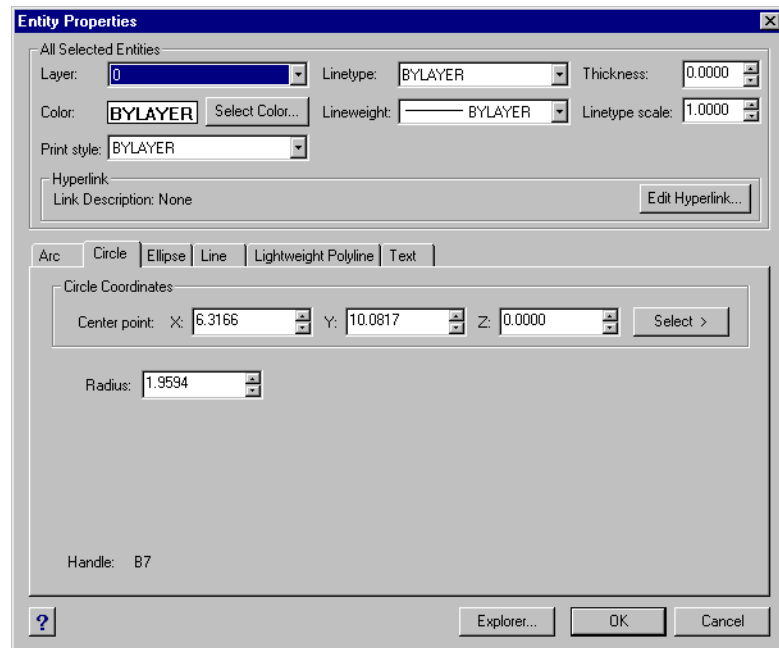 Entity Properties
All Selected Entities
Layer: 0 Linetype: BYLAYER Thickness: 0.0000
Color: BYLAYER Select Color... Lineweight: BYLAYER Linetype scale: 1.0000
Print style: BYLAYER
Hyperlink
Link Description: None Edit Hyperlink...
Arc Circle Ellipse Line Lightweight Polyline Text
Circle Coordinates
Center point: X: 6.3166 Y: 10.0817 Z: 0.0000 Select >
Radius: 1.9594
Handle: B7
? Explorer... OK Cancel